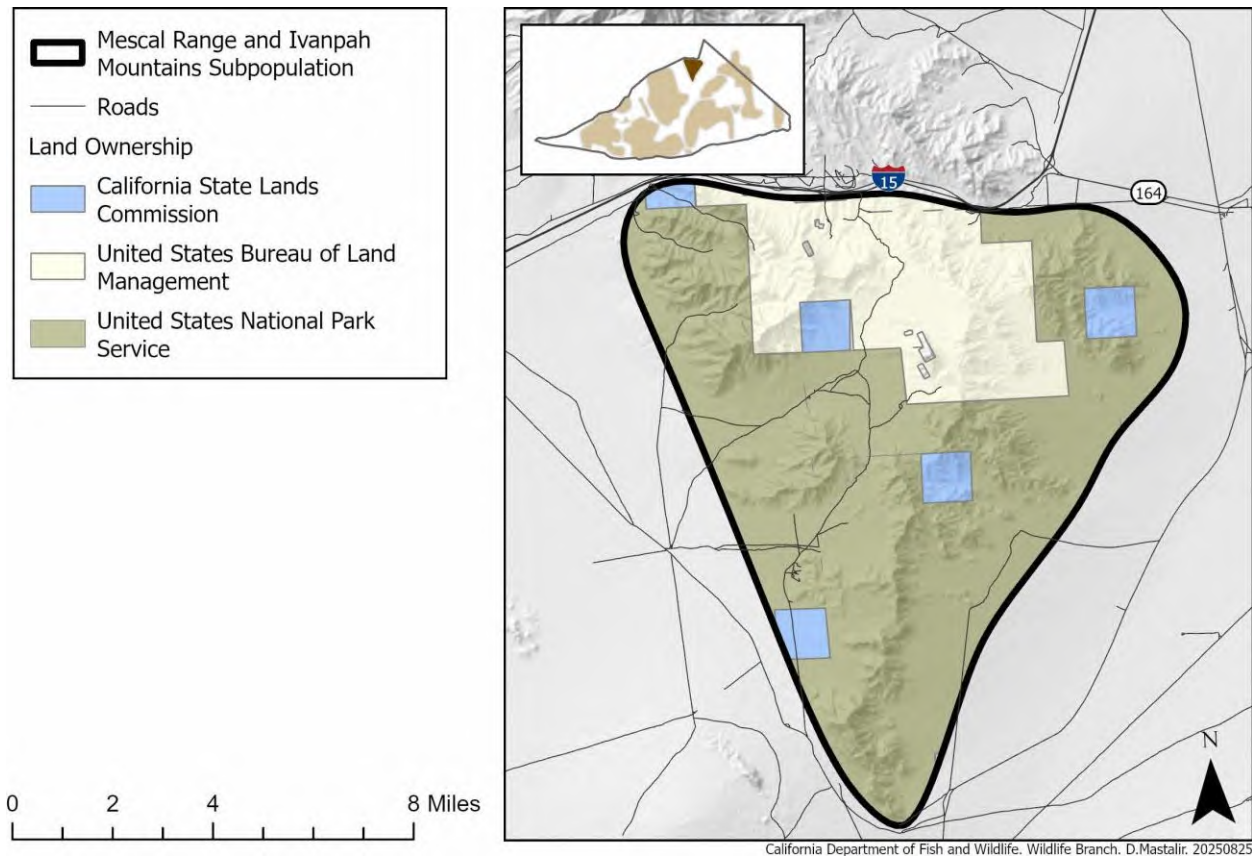 Mescal Range and Ivanpah
Mountains Subpopulation
Roads
Land Ownership
California State Lands
Commission
United States Bureau of Land
Management
United States National Park
Service
15
164
N
0 2 4 8 Miles
California Department of Fish and Wildlife. Wildlife Branch. D.Mastalir. 20250825